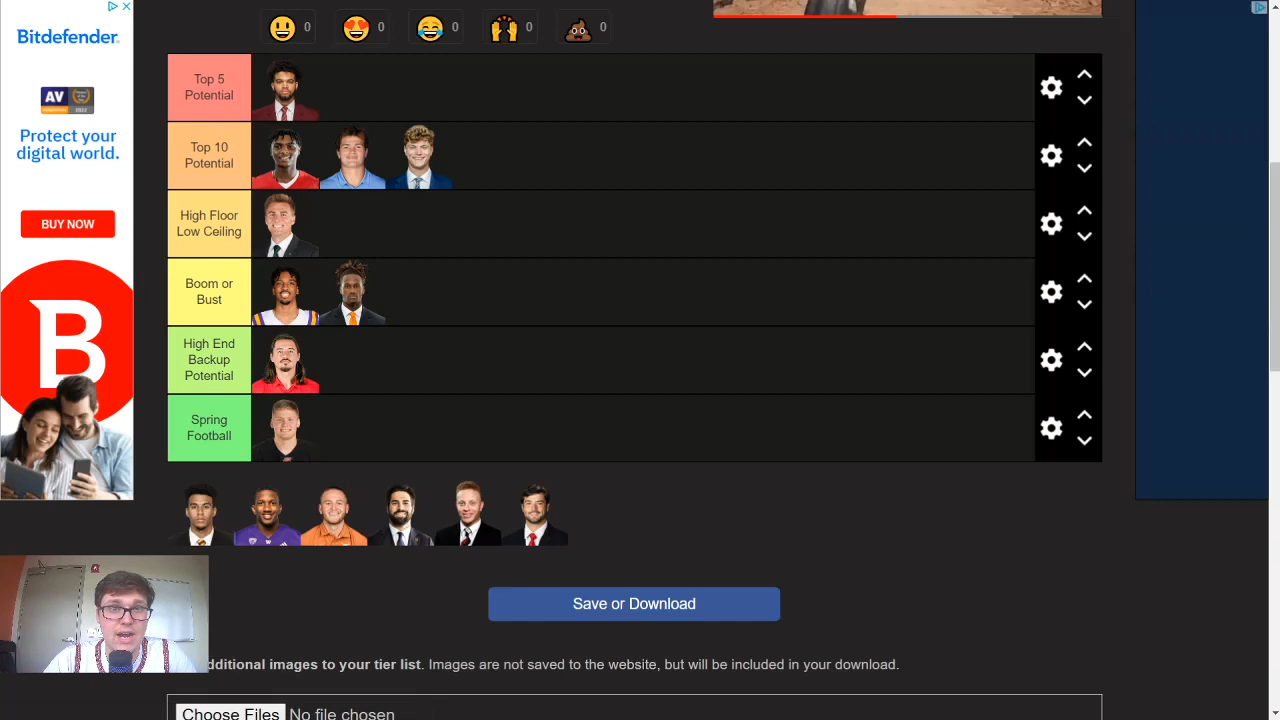 Bitdefender
AV
Protect your
digital world.
BUY NOW
B
0
0
0
0
0
Top 5
Potential
Top 10
Potential
High Floor
Low Ceiling
Boom or
Bust
High End
Backup
Potential
Spring
Football
Save or Download
dditional images to your tier list. Images are not saved to the website, but will be included in your download.
Choose Files No file chosen